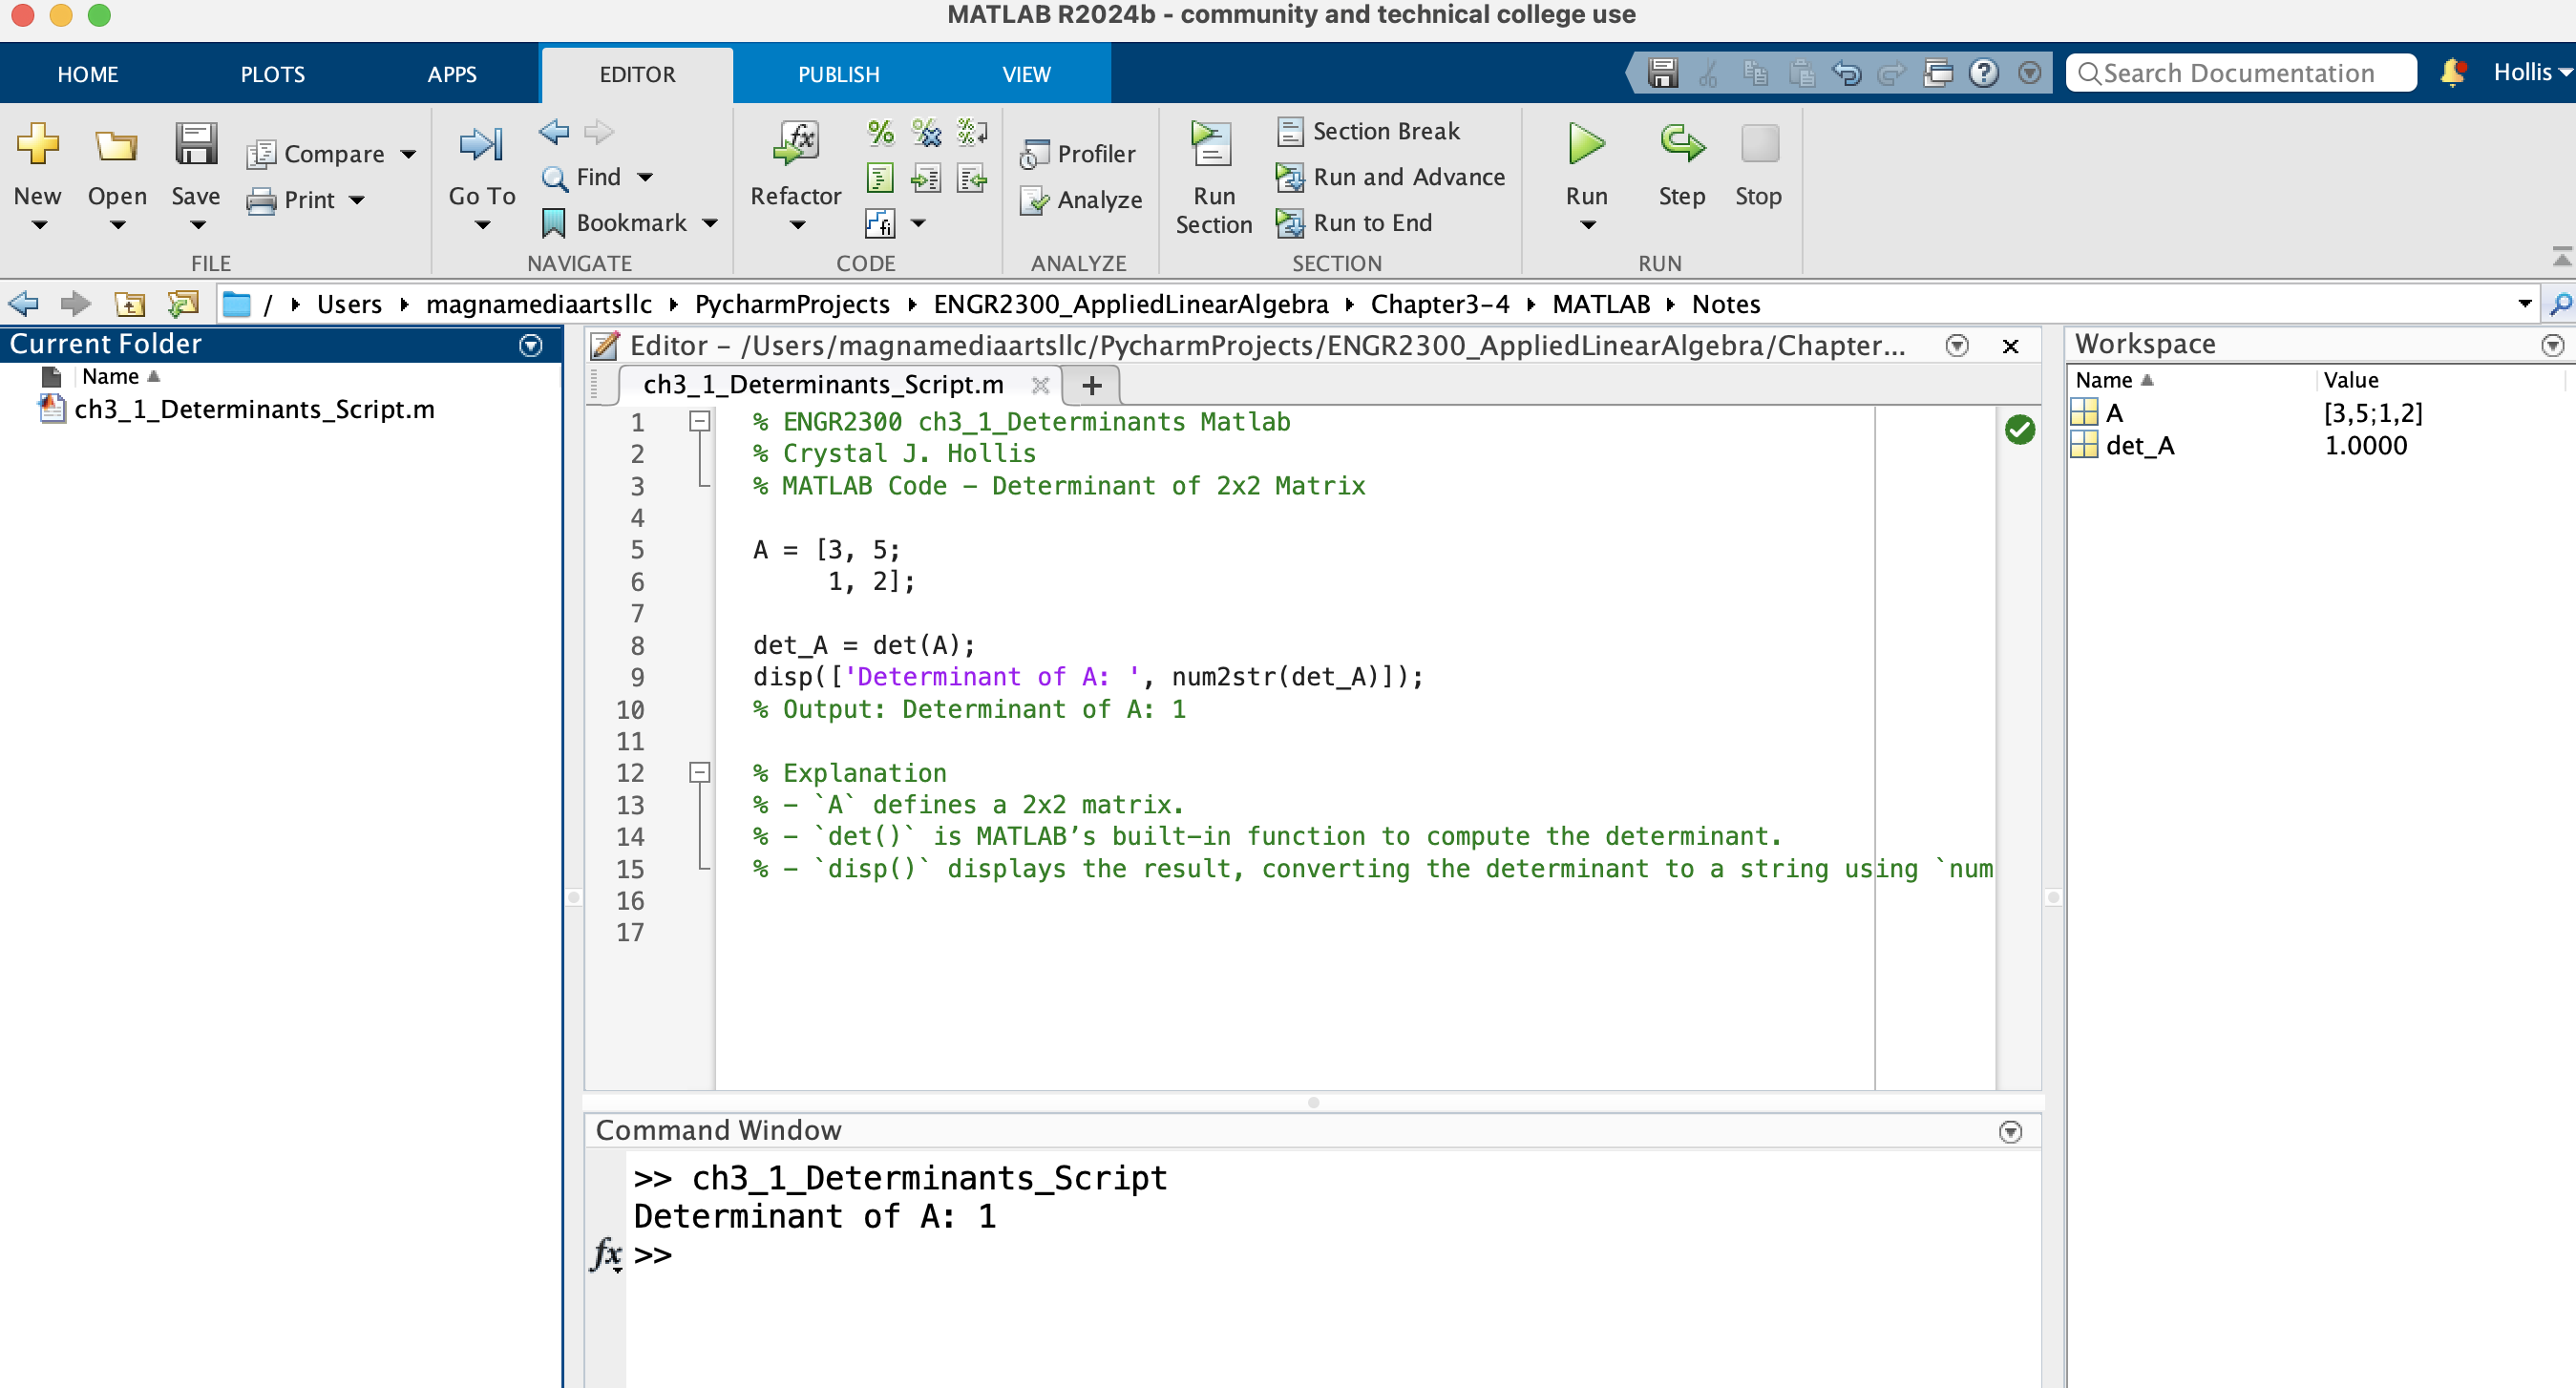 MATLAB R2024b - community and technical college use
HOME PLOTS APPS EDITOR PUBLISH VIEW Search Documentation Hollis
New Open Save Compare Print
FILE
Go To Find Bookmark
NAVIGATE
Refactor
CODE
Profiler Analyze
ANALYZE
Run Section Section Break Run and Advance Run to End
SECTION
Run Step Stop
RUN
/ Users magnamediaartsllc PycharmProjects ENGR2300_AppliedLinearAlgebra Chapter3-4 MATLAB Notes
Current Folder
Name
ch3_1_Determinants_Script.m
Editor - /Users/magnamediaartsllc/PycharmProjects/ENGR2300_AppliedLinearAlgebra/Chapter...
ch3_1_Determinants_Script.m
1 % ENGR2300 ch3_1_Determinants Matlab
2 % Crystal J. Hollis
3 % MATLAB Code - Determinant of 2x2 Matrix
4
5 A = [3, 5;
6 1, 2];
7
8 det_A = det(A);
9 disp(['Determinant of A: ', num2str(det_A)]);
10 % Output: Determinant of A: 1
11
12 % Explanation
13 % - `A` defines a 2x2 matrix.
14 % - `det()` is MATLAB’s built-in function to compute the determinant.
15 % - `disp()` displays the result, converting the determinant to a string using `num
16
17
Command Window
>> ch3_1_Determinants_Script
Determinant of A: 1
fx >>
Workspace
Name Value
A [3,5;1,2]
det_A 1.0000